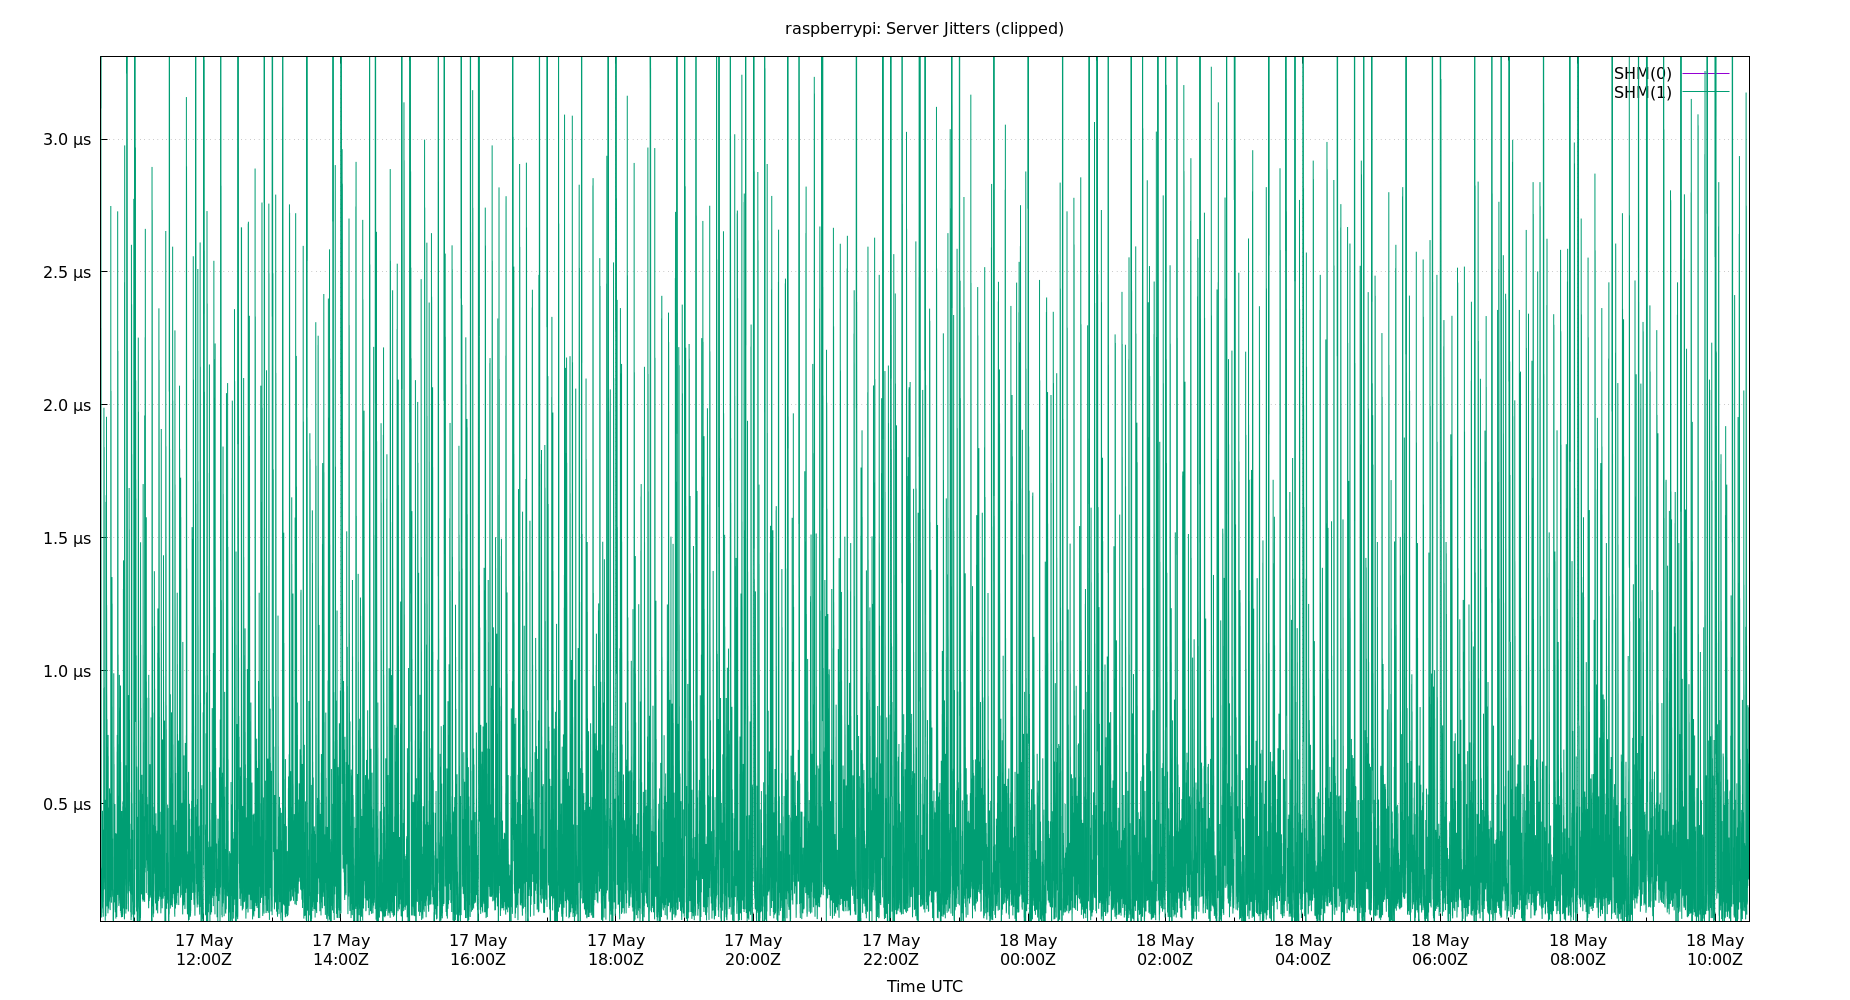 raspberrypi: Server Jitters (clipped)
SHM(0)
SHM(1)
3.0 µs
2.5 µs
2.0 µs
1.5 µs
1.0 µs
0.5 µs
17 May 17 May 17 May 17 May 17 May 17 May 18 May 18 May 18 May 18 May 18 May 18 May
12:00Z 14:00Z 16:00Z 18:00Z 20:00Z 22:00Z 00:00Z 02:00Z 04:00Z 06:00Z 08:00Z 10:00Z
Time UTC